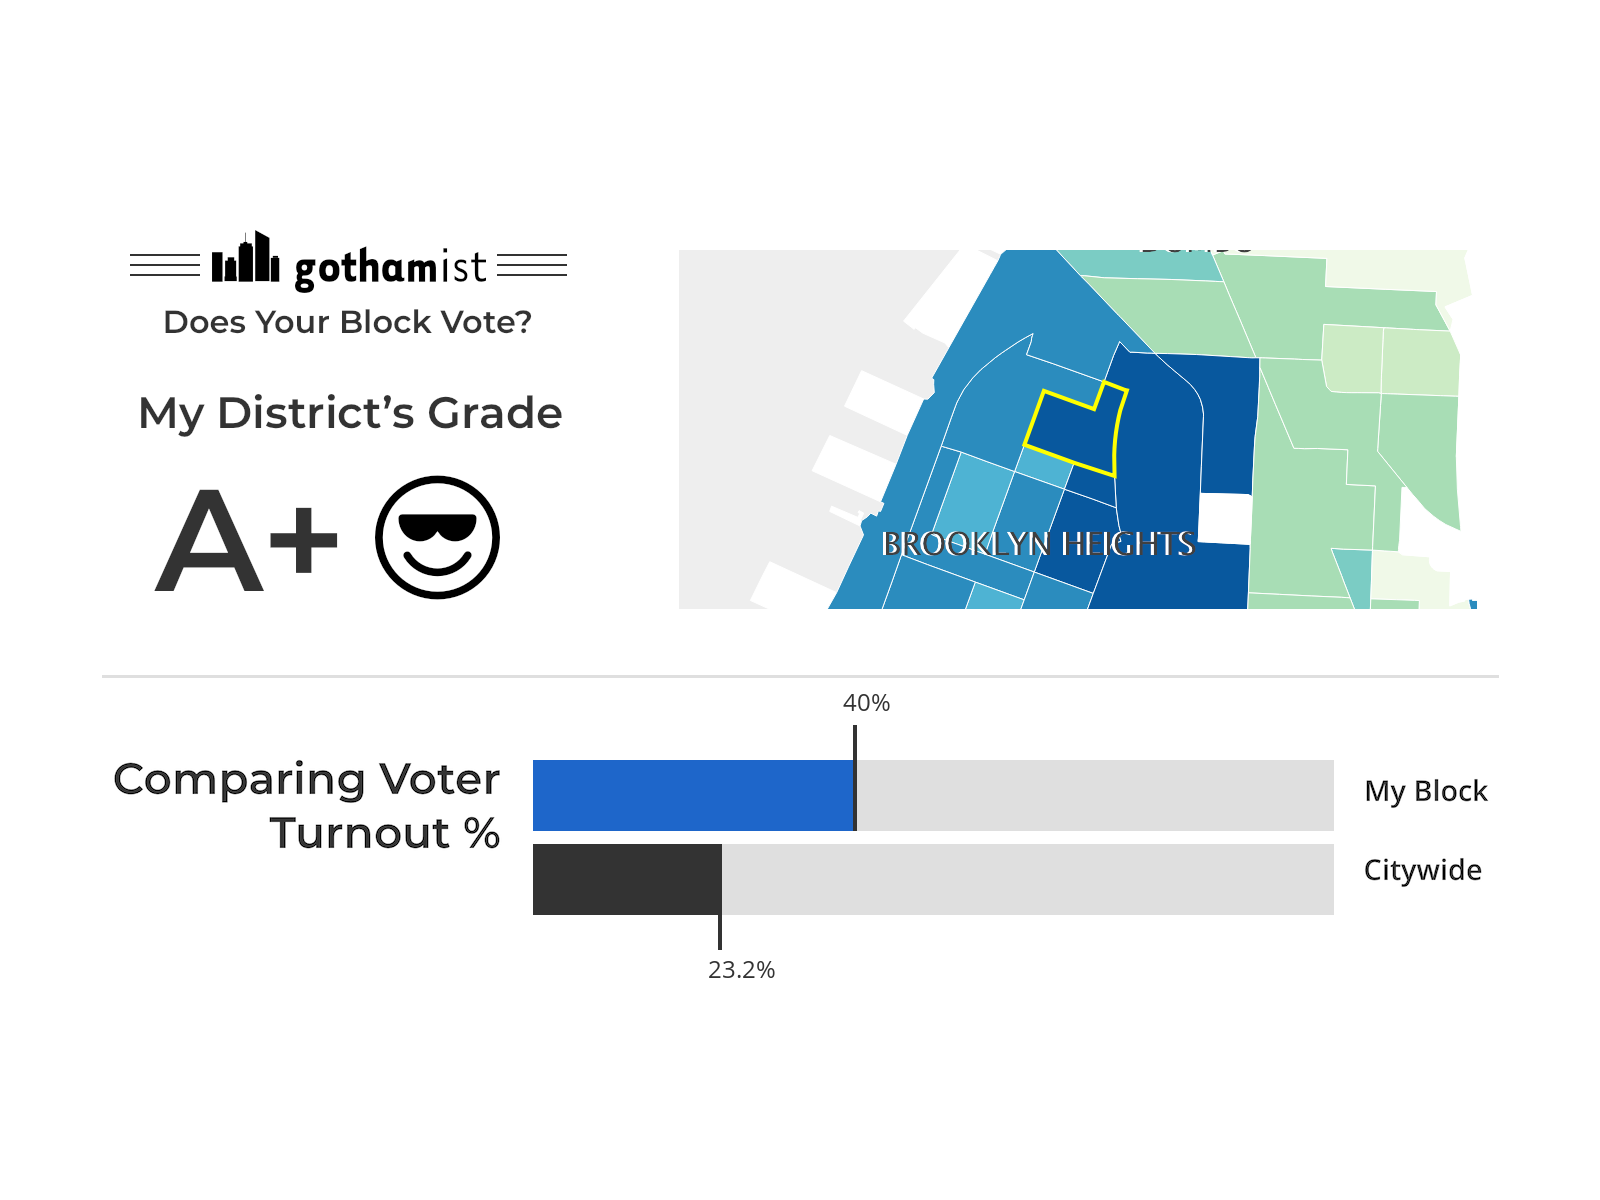 gothamist
Does Your Block Vote?
My District’s Grade
A+
BROOKLYN HEIGHTS
40%
Comparing Voter
Turnout %
My Block
Citywide
23.2%